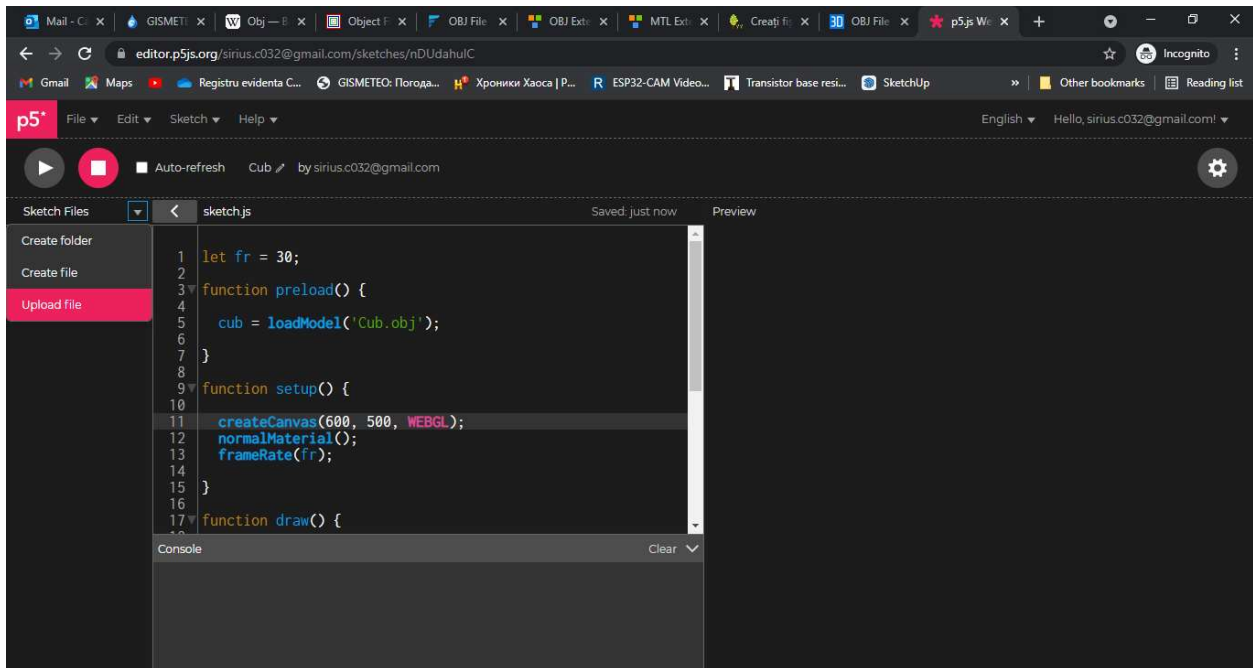 Mail - C GISMETE Obj — В Object F OBJ File OBJ Exte MTL Exte Creați fi 3D OBJ File p5.js We
editor.p5js.org/sirius.c032@gmail.com/sketches/nDUdahulC Incognito
Gmail Maps Registru evidenta C... GISMETEO: Погода... Хроники Хаоса | Р... R ESP32-CAM Video... Transistor base resi... SketchUp » Other bookmarks Reading list
p5* File Edit Sketch Help English Hello, sirius.c032@gmail.com!
Auto-refresh Cub by sirius.c032@gmail.com
Sketch Files sketch.js Saved: just now Preview
Create folder
Create file
Upload file
1 let fr = 30;
2
3 function preload() {
4
5 cub = loadModel('Cub.obj');
6
7 }
8
9 function setup() {
10
11 createCanvas(600, 500, WEBGL);
12 normalMaterial();
13 frameRate(fr);
14
15 }
16
17 function draw() {
Console Clear